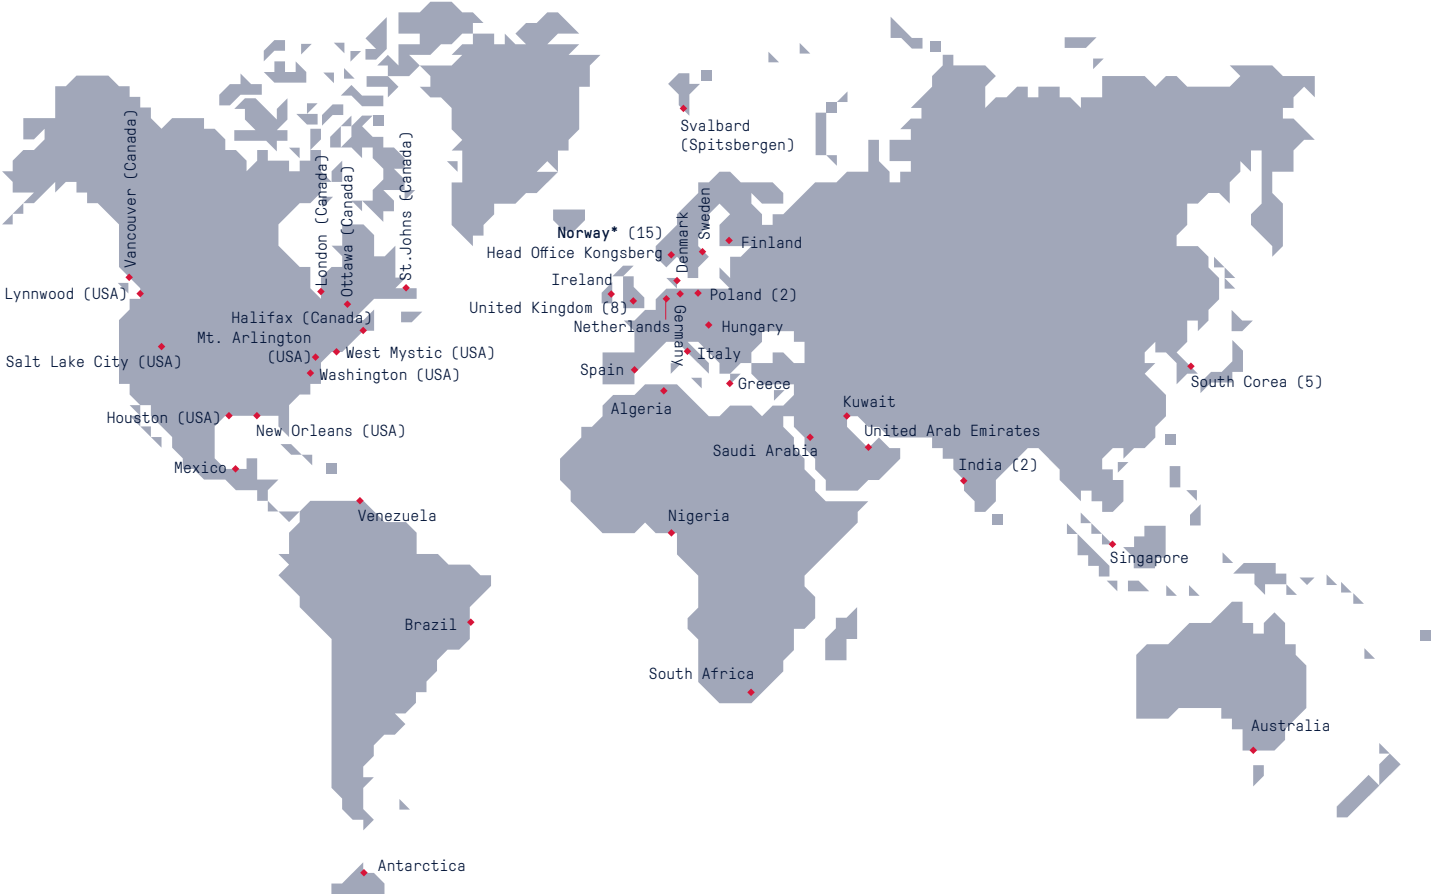 Svalbard
(Spitsbergen)
Vancouver (Canada)
London (Canada)
Ottawa (Canada)
St.Johns (Canada)
Lynnwood (USA)
Halifax (Canada)
Mt. Arlington
(USA)
West Mystic (USA)
Salt Lake City (USA)
Washington (USA)
Houston (USA)
New Orleans (USA)
Mexico
Venezuela
Brazil
Antarctica
Norway* (15)
Head Office Kongsberg
Denmark
Sweden
Finland
Ireland
United Kingdom (8)
Netherlands
Germany
Poland (2)
Hungary
Italy
Spain
Greece
Algeria
Kuwait
United Arab Emirates
Saudi Arabia
India (2)
South Corea (5)
Nigeria
Singapore
South Africa
Australia